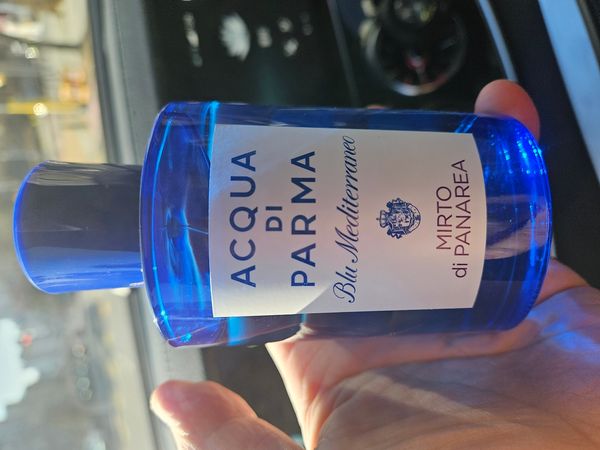 ACQUA
DI
PARMA
Blu Mediterraneo
MIRTO
di PANAREA